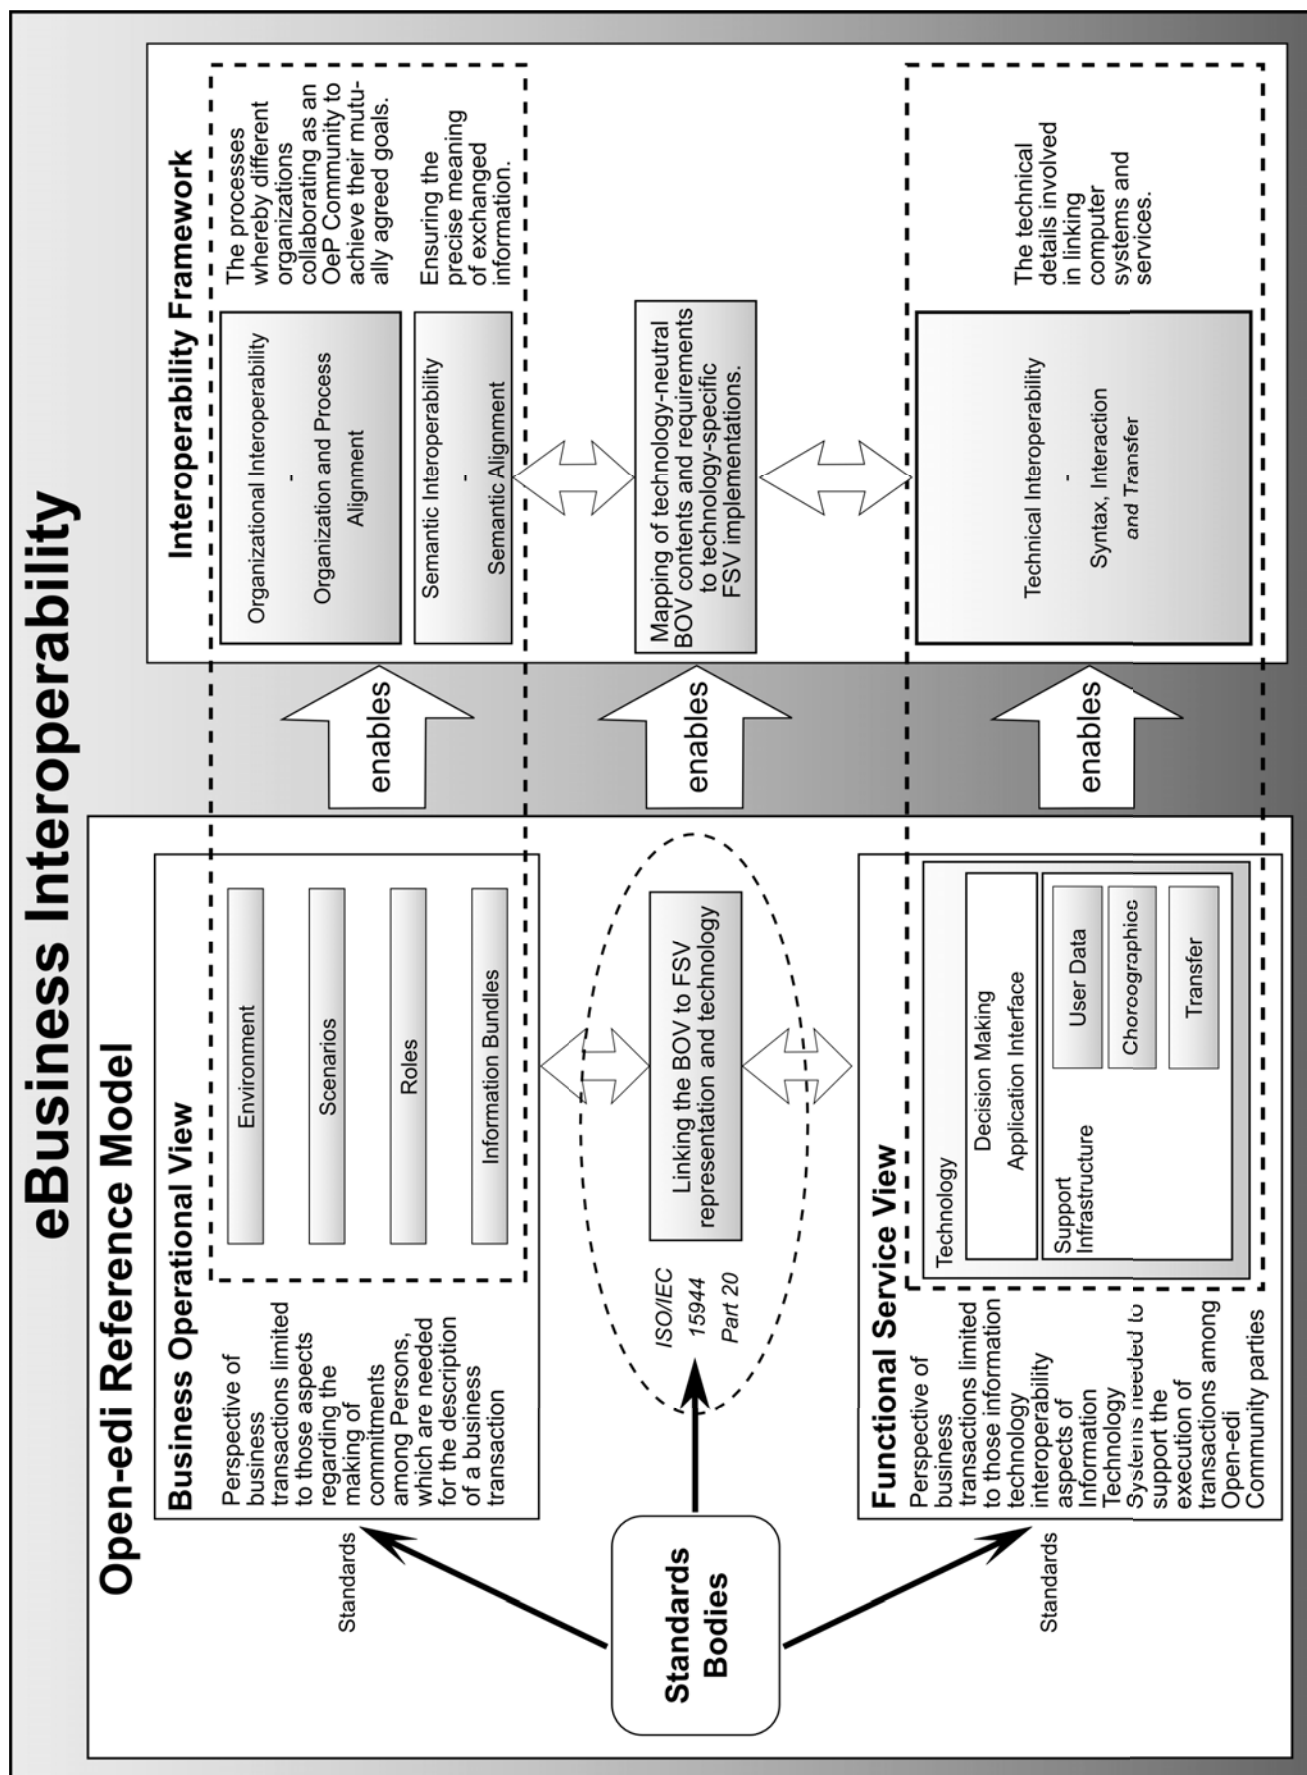 eBusiness Interoperability
Open-edi Reference Model
Business Operational View
Perspective of
business
transactions limited
to those aspects
regarding the
making of
commitments
among Persons,
which are needed
for the description
of a business
transaction
Environment
Scenarios
Roles
Information Bundles
Standards
Standards
Bodies
ISO/IEC
15944
Part 20
Linking the BOV to FSV
representation and technology
Standards
Functional Service View
Perspective of
business
transactions limited
to those information
technology
interoperability
aspects of
Information
Technology
Systems needed to
support the
execution of
transactions among
Open-edi
Community parties
Technology
Decision Making
Application Interface
Support
Infrastructure
User Data
Choroographics
Transfer
enables
enables
enables
Interoperability Framework
Organizational Interoperability
-
Organization and Process
Alignment
The processes
whereby different
organizations
collaborating as an
OeP Community to
achieve their mutu-
ally agreed goals.
Semantic Interoperability
-
Semantic Alignment
Ensuring the
precise meaning
of exchanged
information.
Mapping of technology-neutral
BOV contents and requirements
to technology-specific
FSV implementations.
Technical Interoperability
-
Syntax, Interaction
and Transfer
The technical
details involved
in linking
computer
systems and
services.